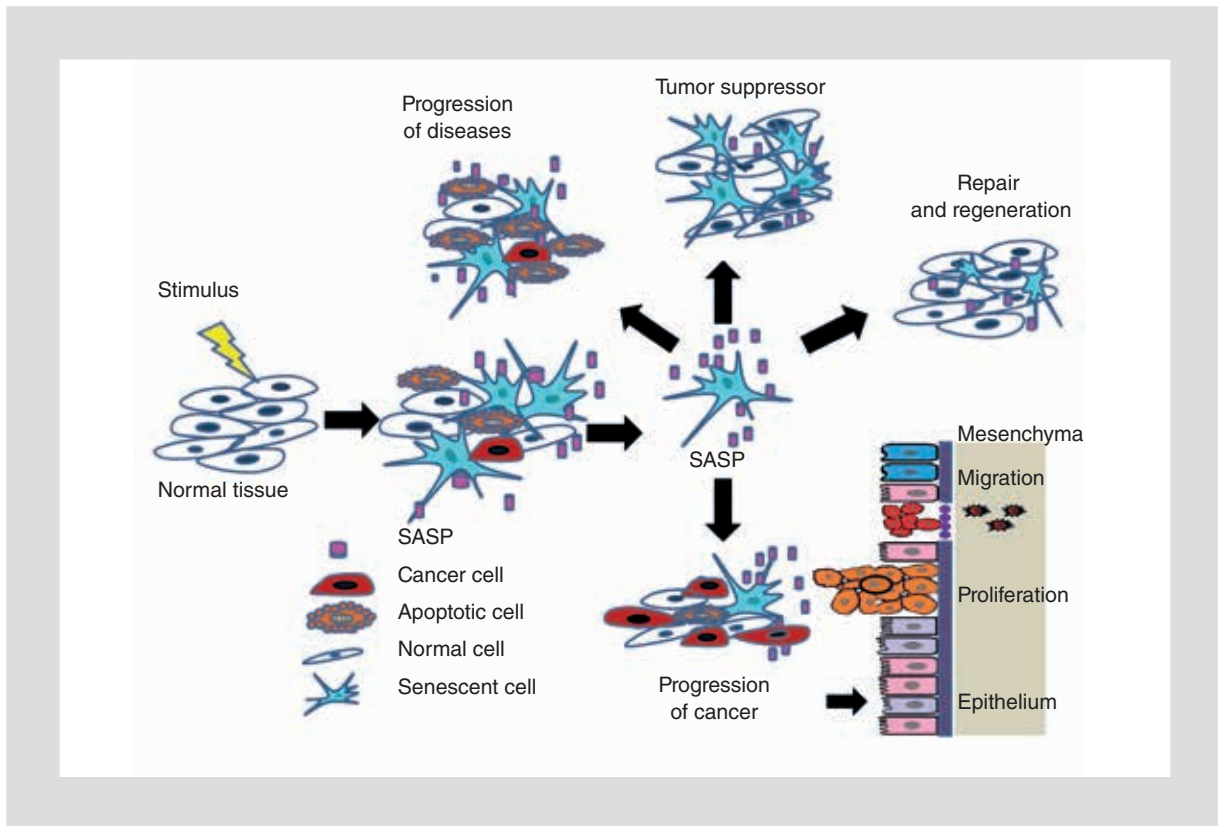 Progression
of diseases
Tumor suppressor
Repair
and regeneration
Stimulus
Normal tissue
SASP
Mesenchyma
Migration
Proliferation
Epithelium
SASP
Cancer cell
Apoptotic cell
Normal cell
Senescent cell
Progression
of cancer